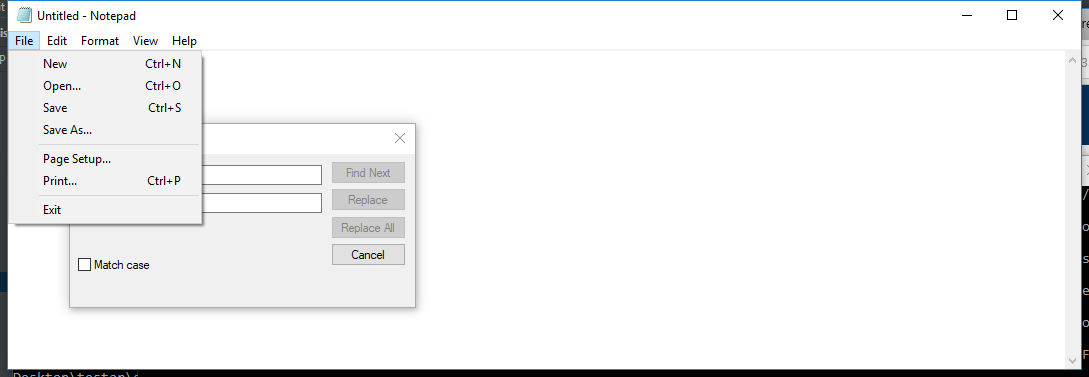 Untitled - Notepad
File Edit Format View Help
New Ctrl+N
Open... Ctrl+O
Save Ctrl+S
Save As...
Page Setup...
Print... Ctrl+P
Exit
Find Next
Replace
Replace All
Cancel
Match case